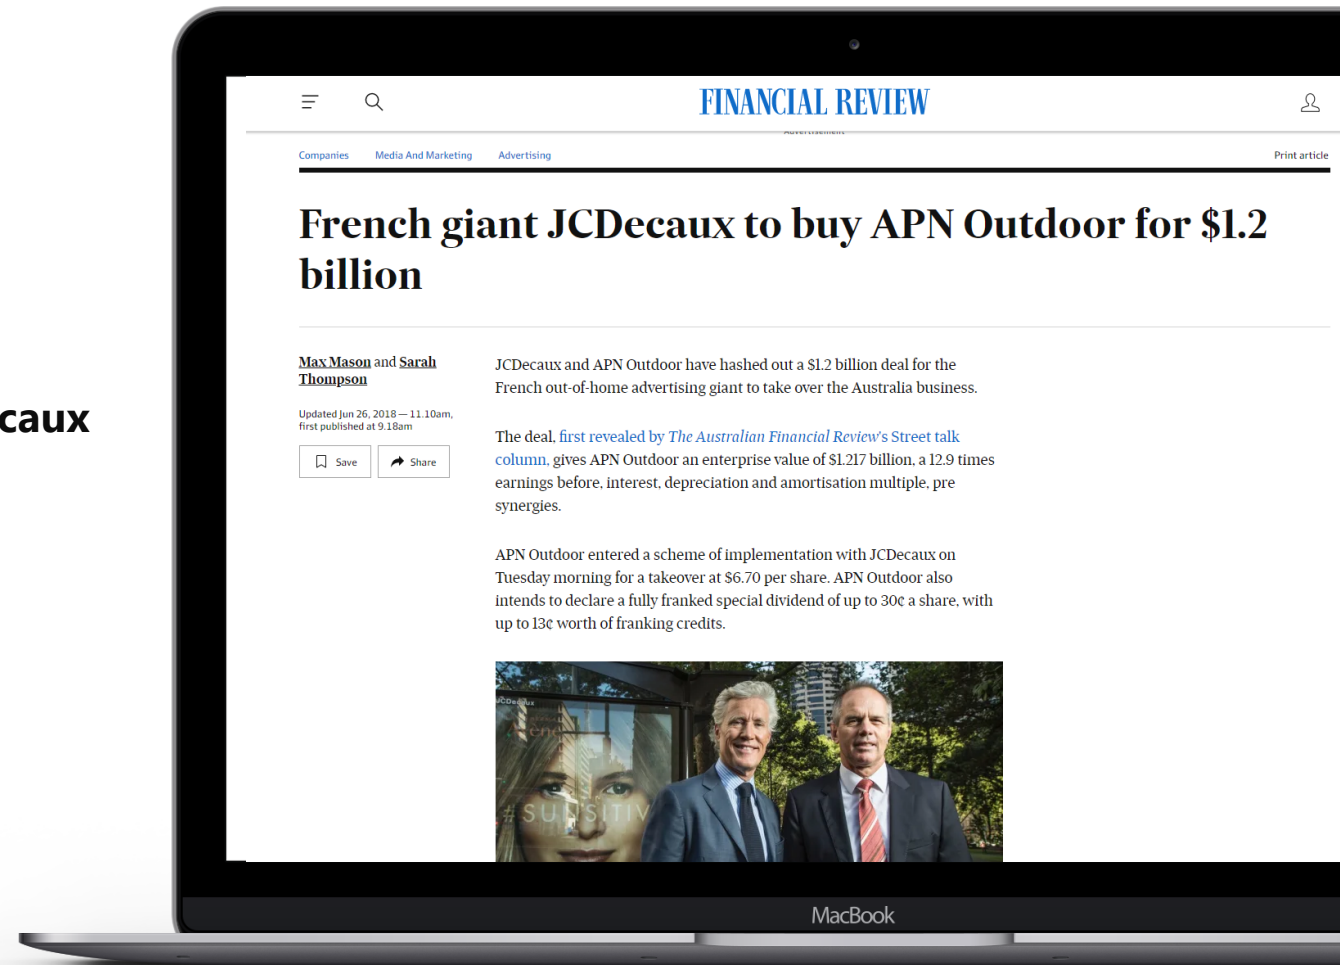 FINANCIAL REVIEW
Advertisement
Companies Media And Marketing Advertising Print article
French giant JCDecaux to buy APN Outdoor for $1.2
billion
Max Mason and Sarah
Thompson
Updated Jun 26, 2018 — 11.10am,
first published at 9.18am
Save Share
caux
JCDecaux and APN Outdoor have hashed out a $1.2 billion deal for the
French out-of-home advertising giant to take over the Australia business.
The deal, first revealed by The Australian Financial Review's Street talk
column, gives APN Outdoor an enterprise value of $1.217 billion, a 12.9 times
earnings before, interest, depreciation and amortisation multiple, pre
synergies.
APN Outdoor entered a scheme of implementation with JCDecaux on
Tuesday morning for a takeover at $6.70 per share. APN Outdoor also
intends to declare a fully franked special dividend of up to 30¢ a share, with
up to 13¢ worth of franking credits.
JCDecaux
#SUNSITIV
MacBook